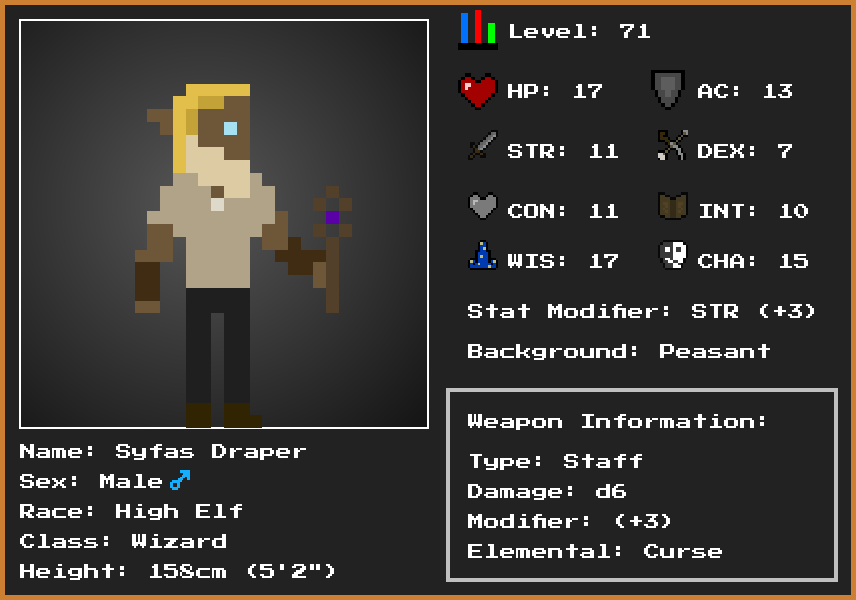 Level: 71
HP: 17
AC: 13
STR: 11
DEX: 7
CON: 11
INT: 10
WIS: 17
CHA: 15
Stat Modifier: STR (+3)
Background: Peasant
Weapon Information:
Type: Staff
Damage: d6
Modifier: (+3)
Elemental: Curse
Name: Syfas Draper
Sex: Male♂
Race: High Elf
Class: Wizard
Height: 158cm (5'2")